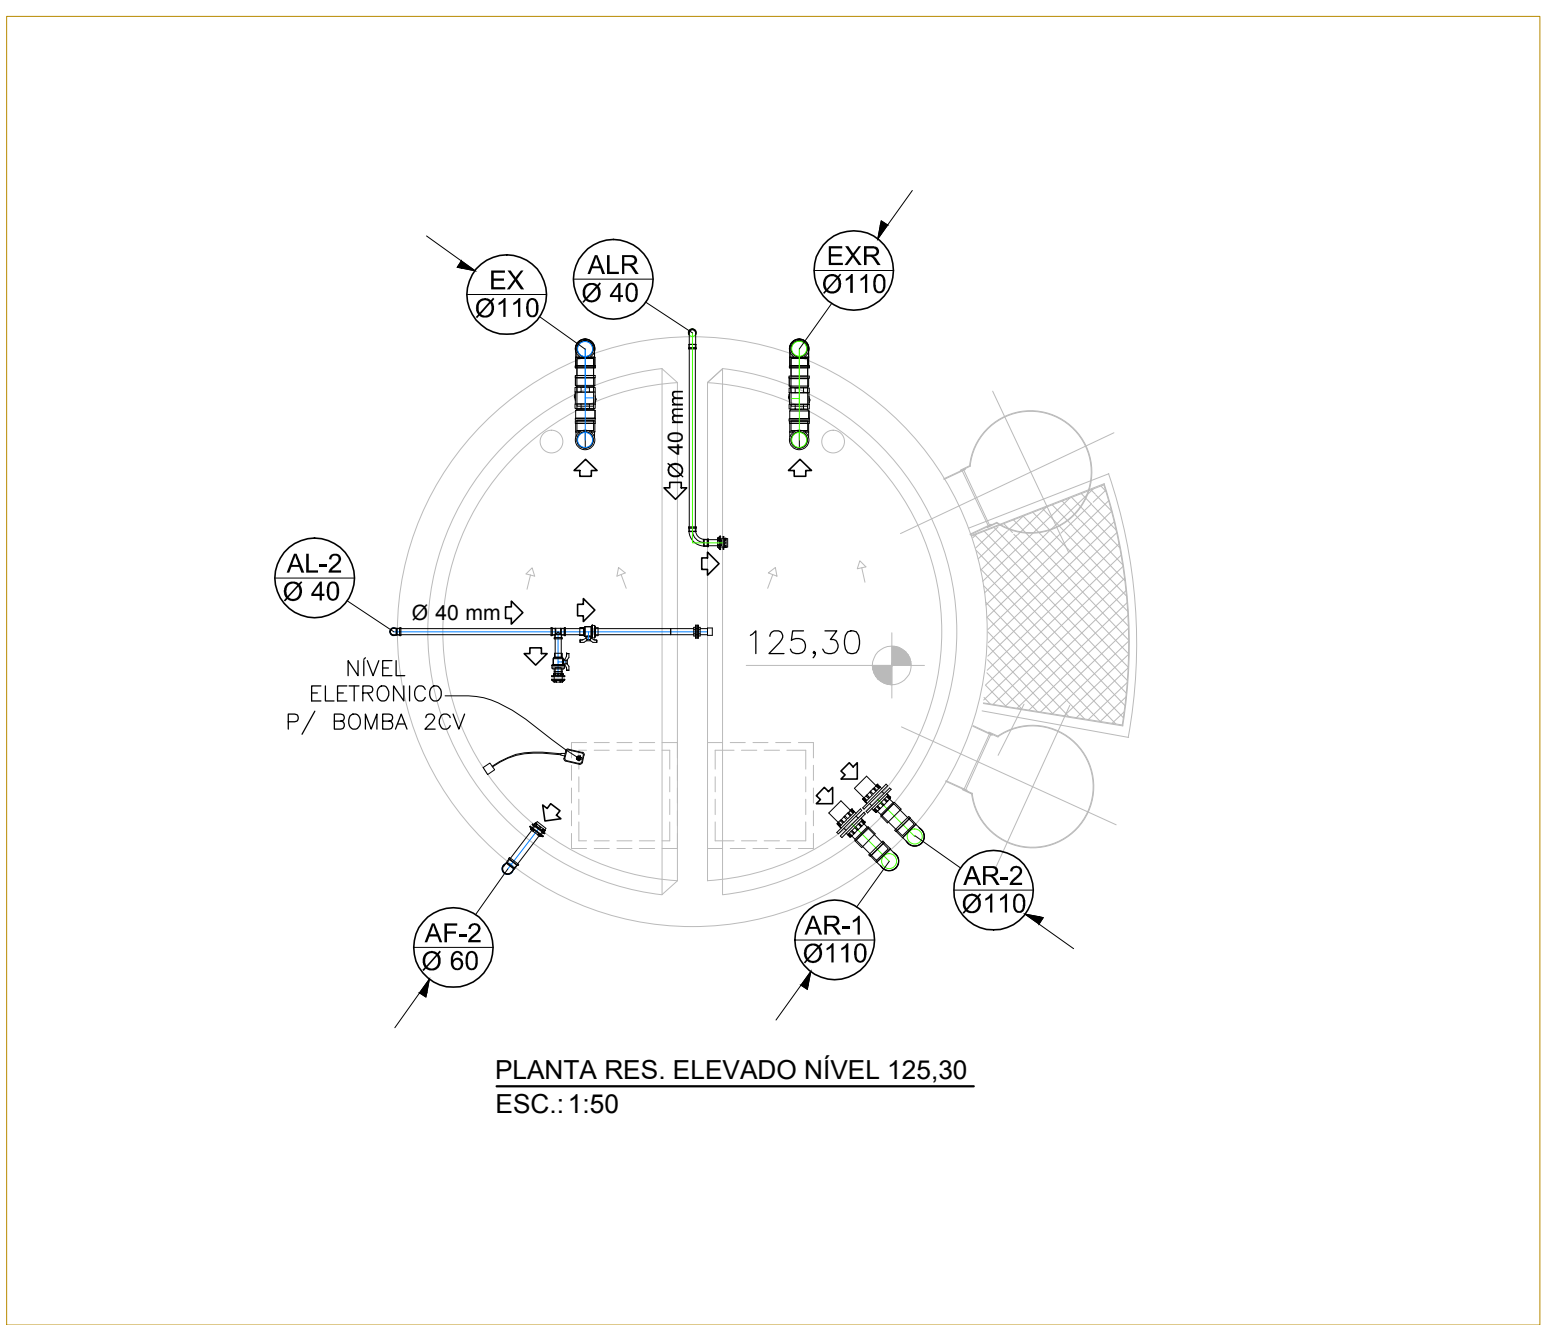 EX
Ø110
ALR
Ø 40
EXR
Ø110
Ø 40 mm
AL-2
Ø 40
Ø 40 mm
125,30
NÍVEL
ELETRONICO
P/ BOMBA 2CV
AF-2
Ø 60
AR-1
Ø110
AR-2
Ø110
PLANTA RES. ELEVADO NÍVEL 125,30
ESC.: 1:50